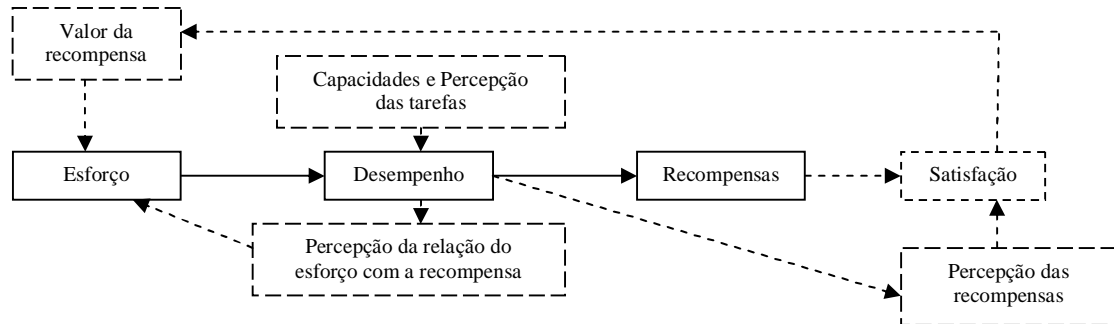 Valor da
recompensa
Capacidades e Percepção
das tarefas
Esforço
Desempenho
Recompensas
Satisfação
Percepção da relação do
esforço com a recompensa
Percepção das
recompensas